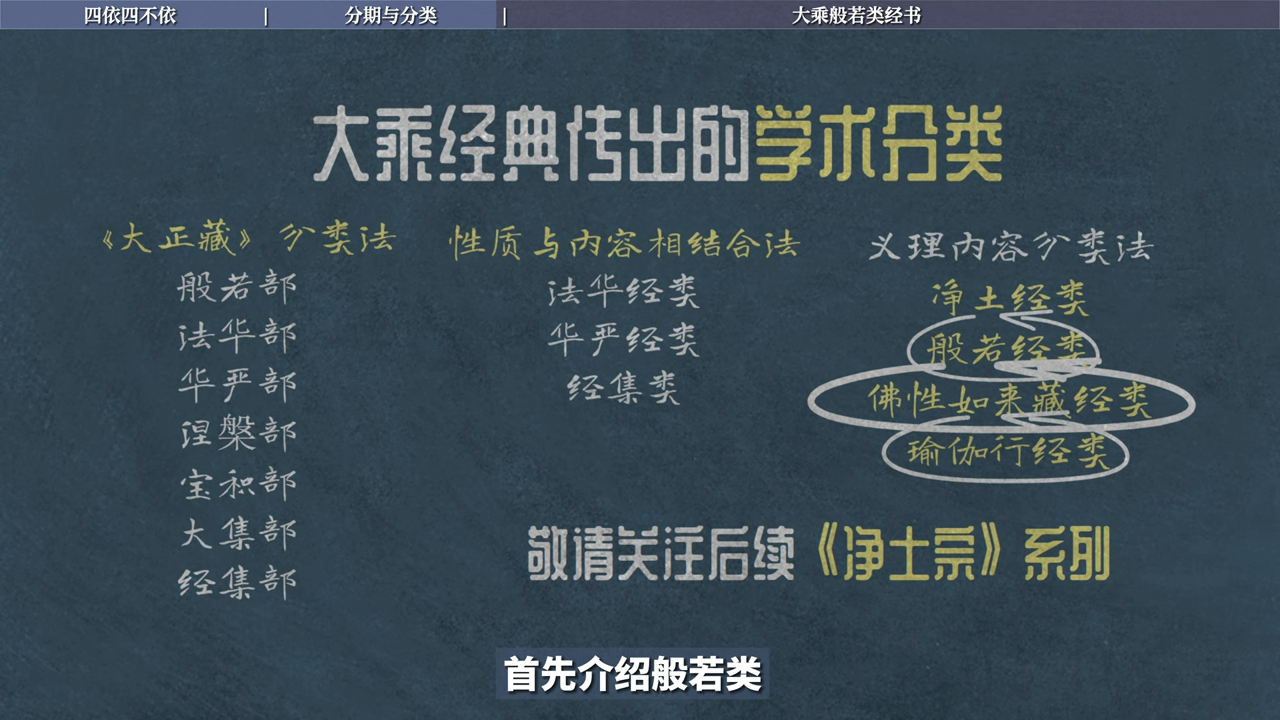 四依四不依 | 分期与分类 | 大乘般若类经书
大乘经典传出的学术分类
《大正藏》分类法
般若部
法华部
华严部
涅槃部
宝积部
大集部
经集部
性质与内容相结合法
法华经类
华严经类
经集类
义理内容分类法
净土经类
般若经类
佛性如来藏经类
瑜伽行经类
敬请关注后续《净土宗》系列
首先介绍般若类